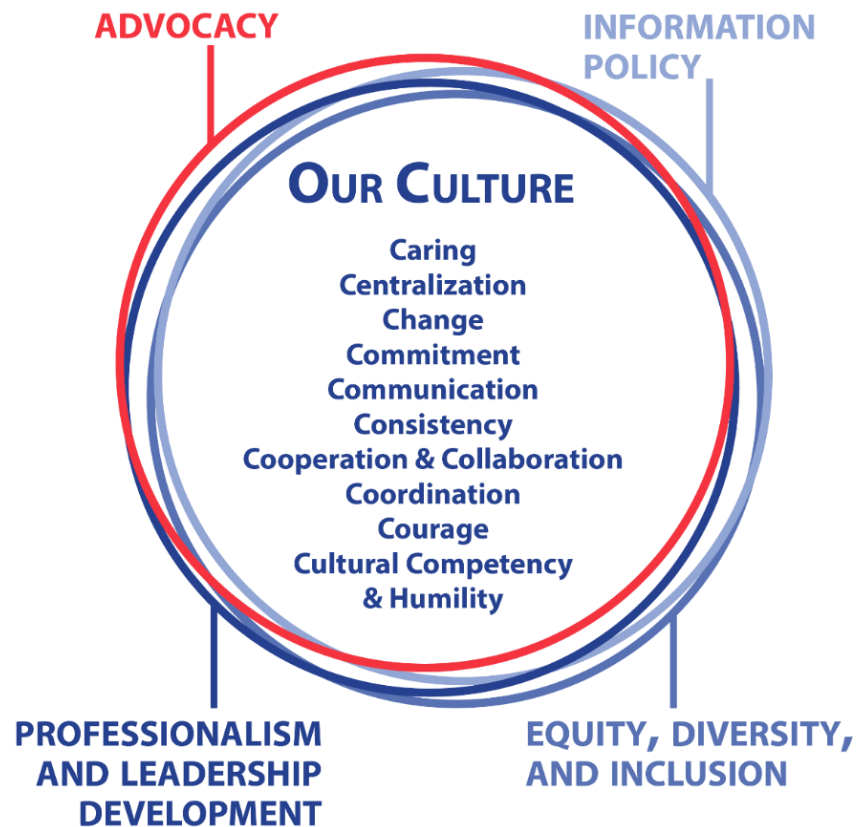 ADVOCACY
INFORMATION
POLICY
OUR CULTURE
Caring
Centralization
Change
Commitment
Communication
Consistency
Cooperation & Collaboration
Coordination
Courage
Cultural Competency
& Humility
PROFESSIONALISM
AND LEADERSHIP
DEVELOPMENT
EQUITY, DIVERSITY,
AND INCLUSION